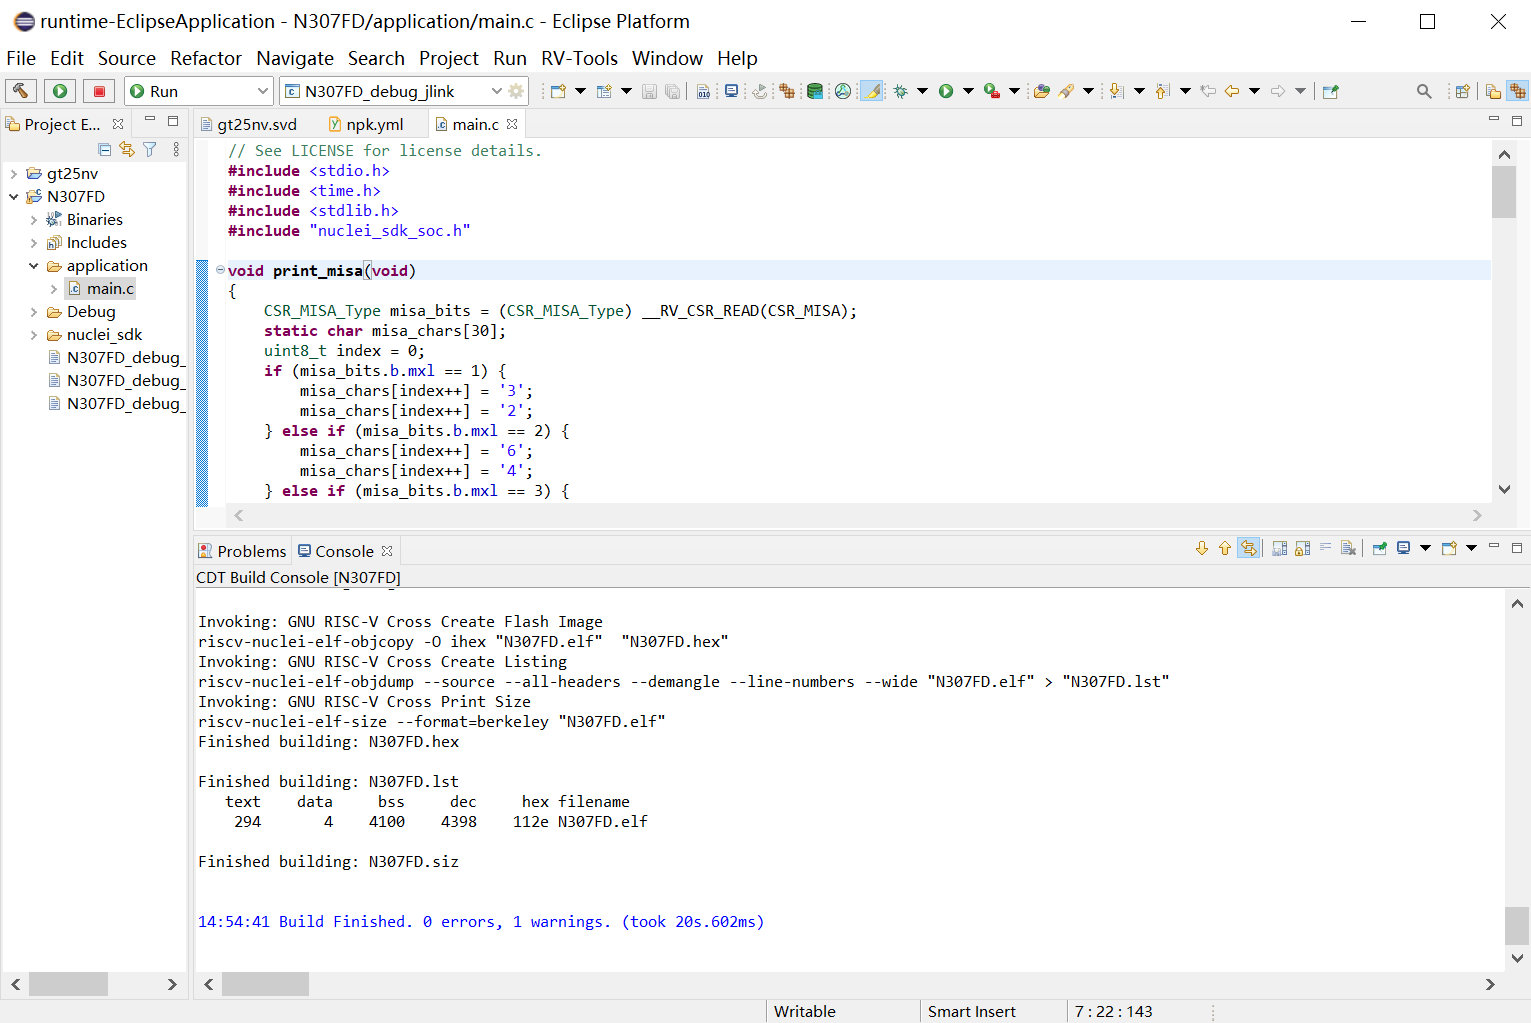 runtime-EclipseApplication - N307FD/application/main.c - Eclipse Platform
File Edit Source Refactor Navigate Search Project Run RV-Tools Window Help
Run
N307FD_debug_jlink
Project E...
gt25nv
N307FD
Binaries
Includes
application
main.c
Debug
nuclei_sdk
N307FD_debug_
N307FD_debug_
N307FD_debug_
gt25nv.svd
npk.yml
main.c
// See LICENSE for license details.
#include <stdio.h>
#include <time.h>
#include <stdlib.h>
#include "nuclei_sdk_soc.h"
void print_misa(void)
{
CSR_MISA_Type misa_bits = (CSR_MISA_Type) __RV_CSR_READ(CSR_MISA);
static char misa_chars[30];
uint8_t index = 0;
if (misa_bits.b.mxl == 1) {
misa_chars[index++] = '3';
misa_chars[index++] = '2';
} else if (misa_bits.b.mxl == 2) {
misa_chars[index++] = '6';
misa_chars[index++] = '4';
} else if (misa_bits.b.mxl == 3) {
Problems
Console
CDT Build Console [N307FD]
Invoking: GNU RISC-V Cross Create Flash Image
riscv-nuclei-elf-objcopy -O ihex "N307FD.elf"  "N307FD.hex"
Invoking: GNU RISC-V Cross Create Listing
riscv-nuclei-elf-objdump --source --all-headers --demangle --line-numbers --wide "N307FD.elf" > "N307FD.lst"
Invoking: GNU RISC-V Cross Print Size
riscv-nuclei-elf-size --format=berkeley "N307FD.elf"
Finished building: N307FD.hex
Finished building: N307FD.lst
text data bss dec hex filename
294 4 4100 4398 112e N307FD.elf
Finished building: N307FD.siz
14:54:41 Build Finished. 0 errors, 1 warnings. (took 20s.602ms)
Writable
Smart Insert
7 : 22 : 143